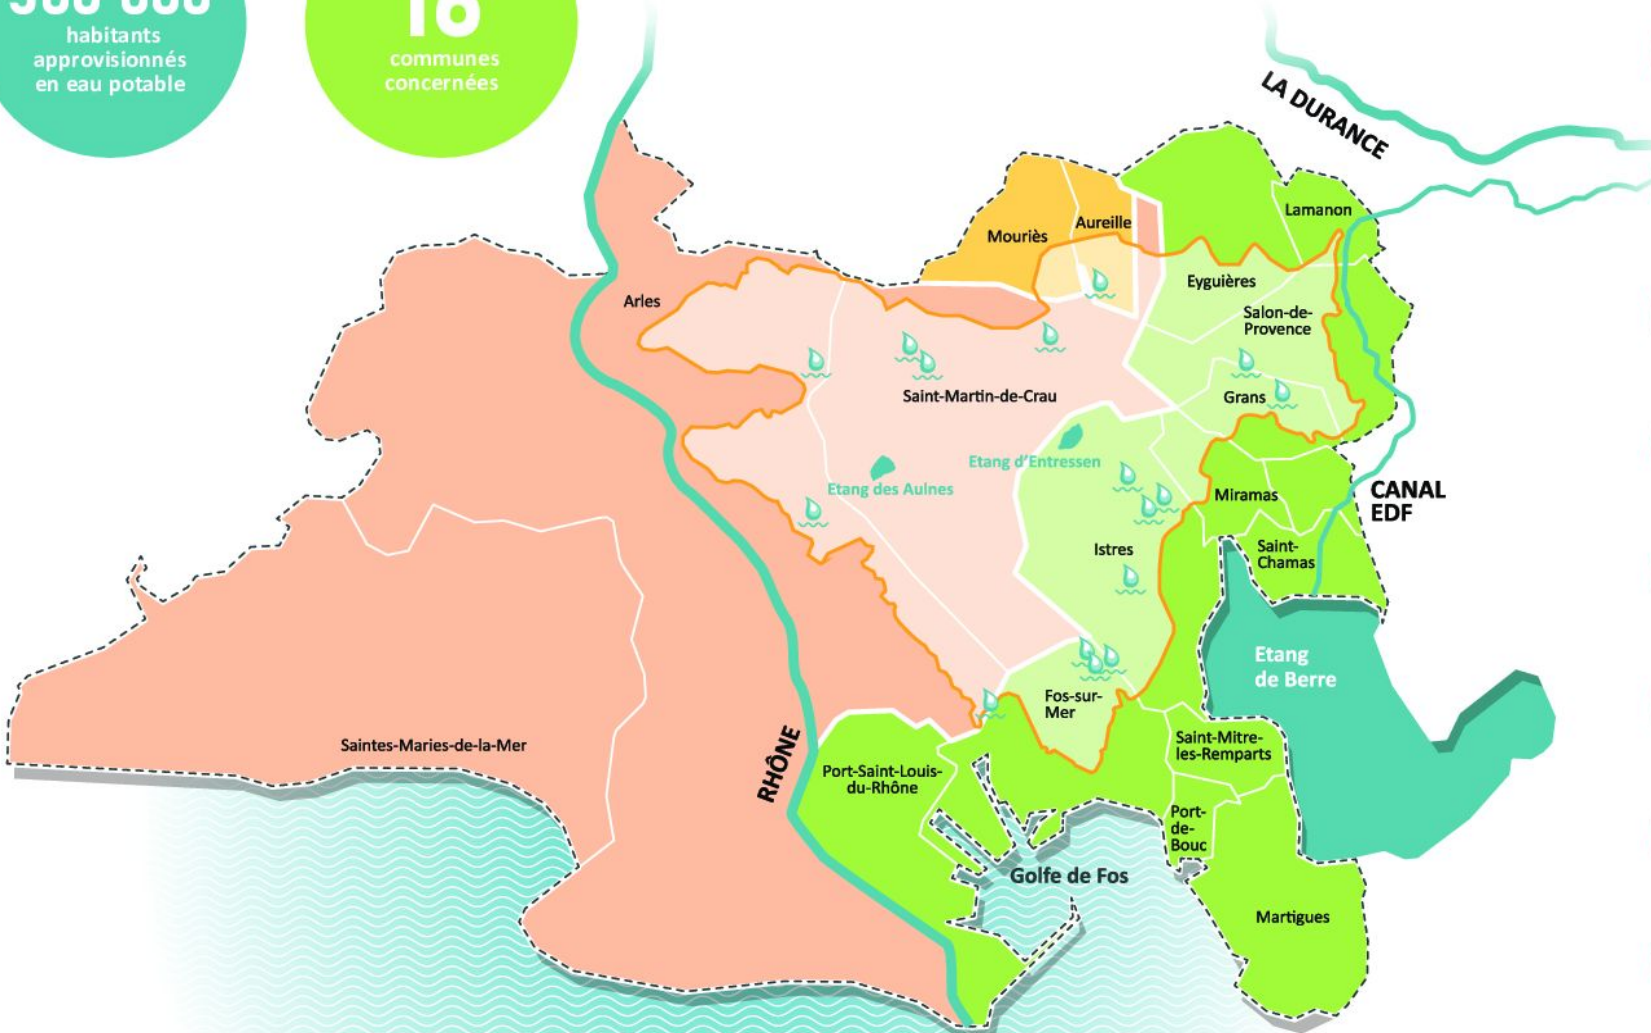 habitants
approvisionnés
en eau potable
communes
concernées
LA DURANCE
Lamanon
Aureille
Mouriès
Eyguières
Arles
Salon-de-
Provence
Saint-Martin-de-Crau
Grans
Etang d'Entressen
Etang des Aulnes
Miramas
CANAL
EDF
Istres
Saint-
Chamas
Etang
de Berre
Fos-sur-
Mer
Saintes-Maries-de-la-Mer
RHÔNE
Saint-Mitre-
les-Remparts
Port-Saint-Louis-
du-Rhône
Port-
de-
Bouc
Golfe de Fos
Martigues